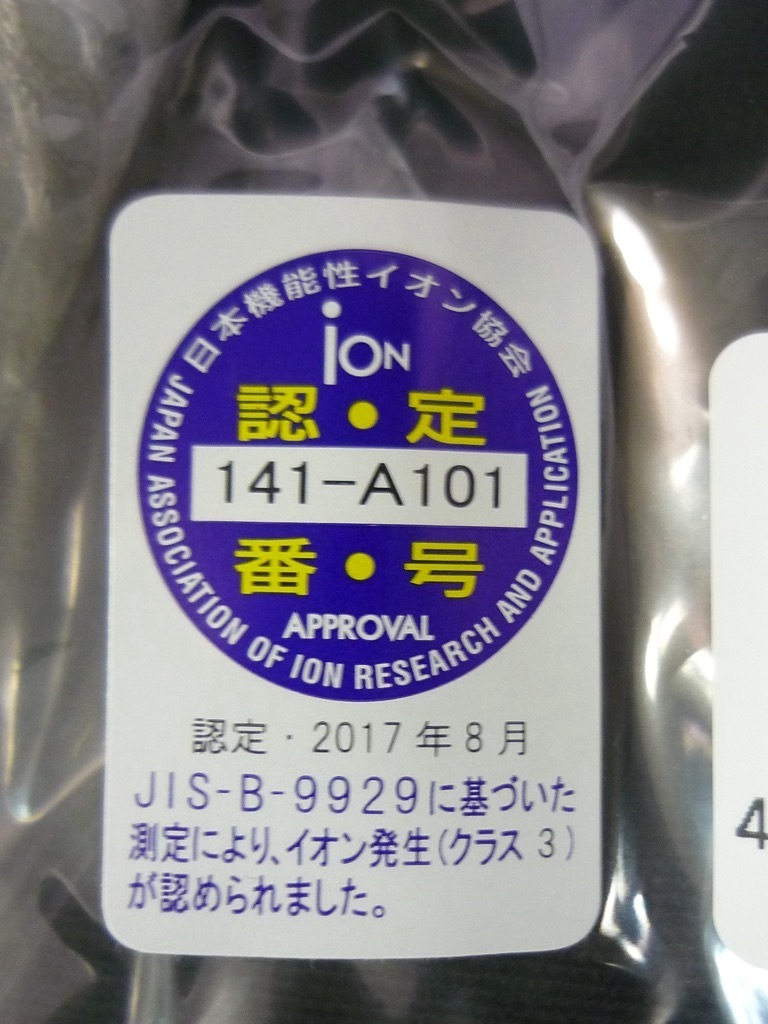 日本機能性イオン協会
ION
認・定
141-A101
番・号
APPROVAL
JAPAN ASSOCIATION OF ION RESEARCH AND APPLICATION
認定・2017年8月
JIS-B-9929に基づいた
測定により、イオン発生(クラス 3)
が認められました。
4